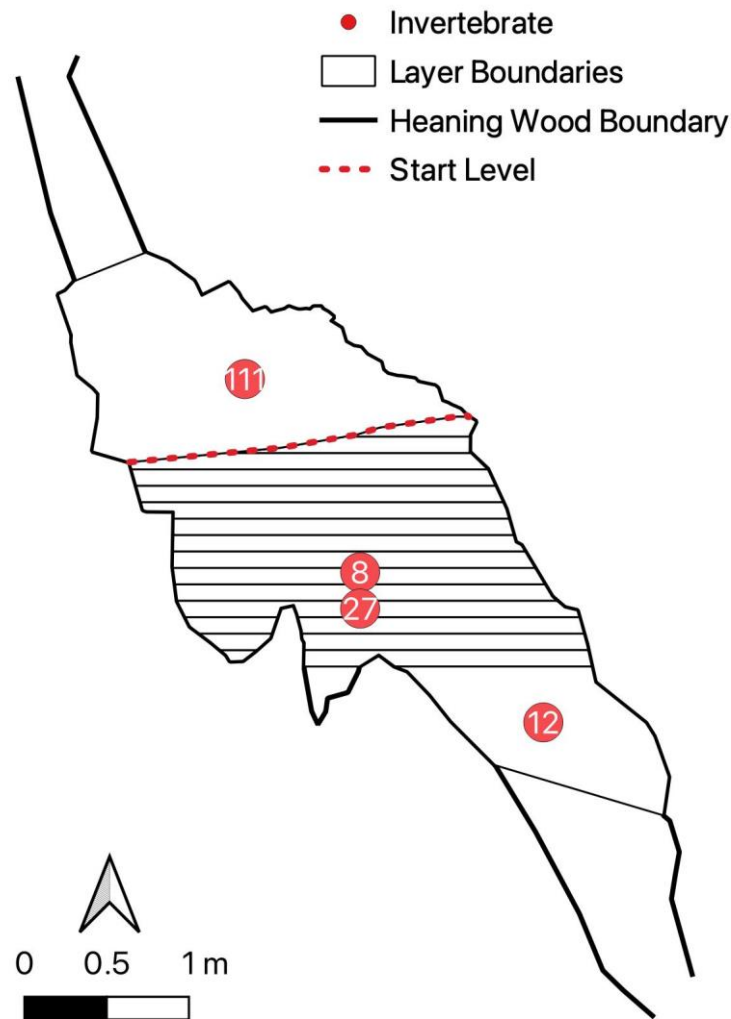 Invertebrate
Layer Boundaries
Heaning Wood Boundary
Start Level
111
8
27
12
0 0.5 1 m